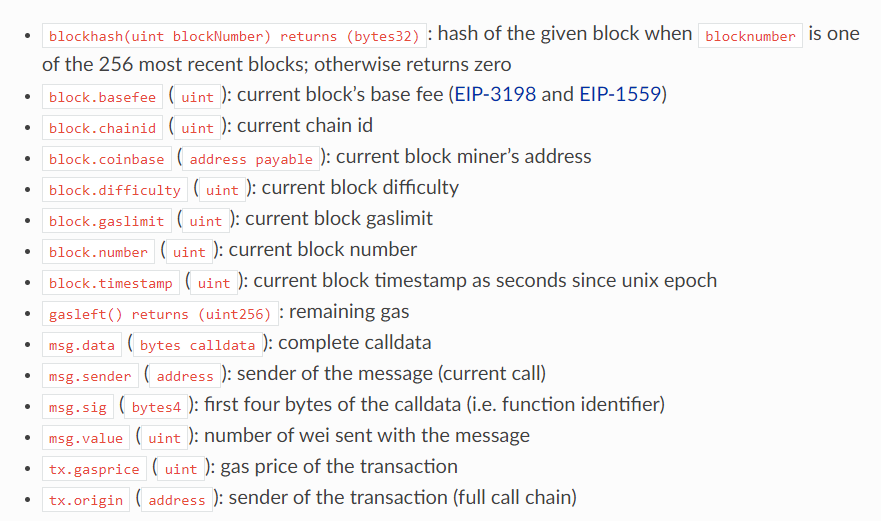 • blockhash(uint blockNumber) returns (bytes32) : hash of the given block when blocknumber is one
of the 256 most recent blocks; otherwise returns zero
• block.basefee ( uint ): current block’s base fee (EIP-3198 and EIP-1559)
• block.chainid ( uint ): current chain id
• block.coinbase ( address payable ): current block miner’s address
• block.difficulty ( uint ): current block difficulty
• block.gaslimit ( uint ): current block gaslimit
• block.number ( uint ): current block number
• block.timestamp ( uint ): current block timestamp as seconds since unix epoch
• gasleft() returns (uint256) : remaining gas
• msg.data ( bytes calldata ): complete calldata
• msg.sender ( address ): sender of the message (current call)
• msg.sig ( bytes4 ): first four bytes of the calldata (i.e. function identifier)
• msg.value ( uint ): number of wei sent with the message
• tx.gasprice ( uint ): gas price of the transaction
• tx.origin ( address ): sender of the transaction (full call chain)